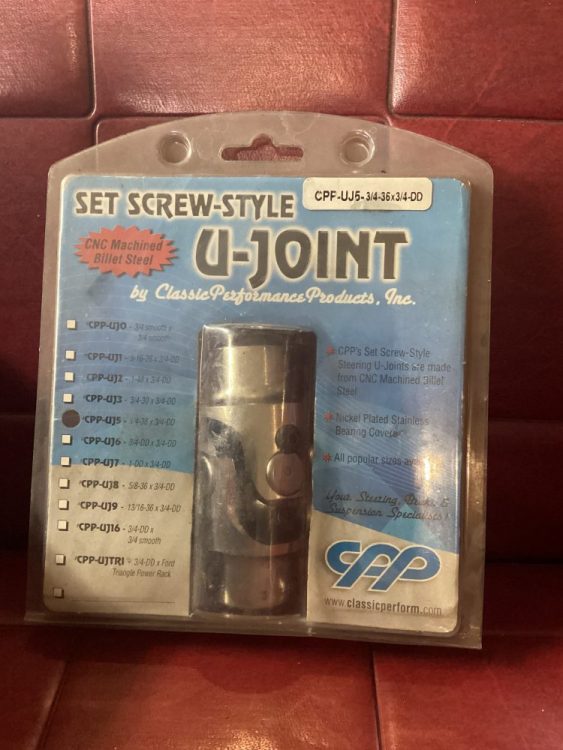 CPP-UJ5-3/4-36x3/4-DD
SET SCREW-STYLE
U-JOINT
CNC Machined
Billet Steel
by ClassicPerformanceProducts, Inc.
CPP-UJ0 - 3/4 smooth x
3/4 smooth
CPP-UJ1 - 9/16-26 x 3/4-DD
CPP-UJ2 - x 3/4-DD
CPP-UJ3 - 3/4-30 x 3/4-DD
CPP-UJ5 - 3/4-36 x 3/4-DD
CPP-UJ6 - 3/4-DD x 3/4-DD
CPP-UJ7 - 1-DD x 3/4-DD
CPP-UJ8 - 5/8-36 x 3/4-DD
CPP-UJ9 - 13/16-36 x 3/4-DD
CPP-UJ16 - 3/4-DD x
3/4 smooth
CPP-UJTRI - 3/4-DD x Ford
Triangle Power Rack
* CPP's Set Screw-Style
Steering U-Joints are made
from CNC Machined Billet
Steel
* Nickel Plated Stainless
Bearing Covers
* All popular sizes
Your Steering, Brake, &
Suspension Specialists!
CPP
www.classicperform.com